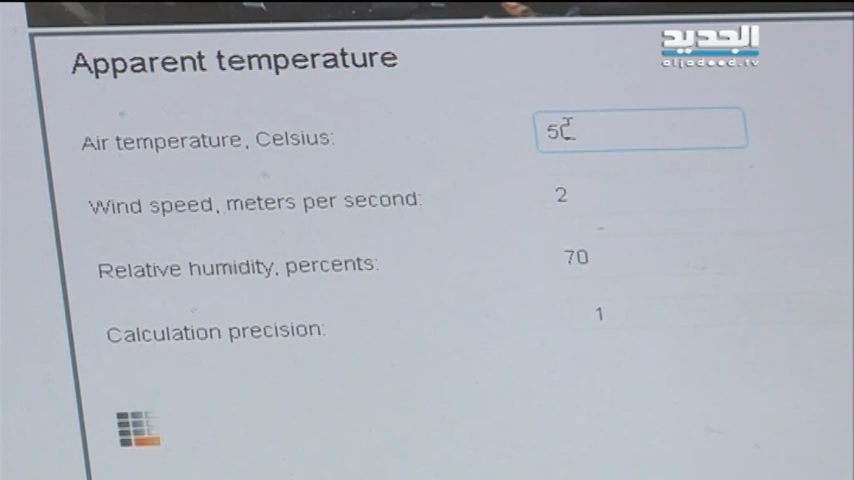 الجديد
aljadeed.tv
Apparent temperature
Air temperature, Celsius:
50
Wind speed, meters per second:
2
Relative humidity, percents:
70
Calculation precision:
1